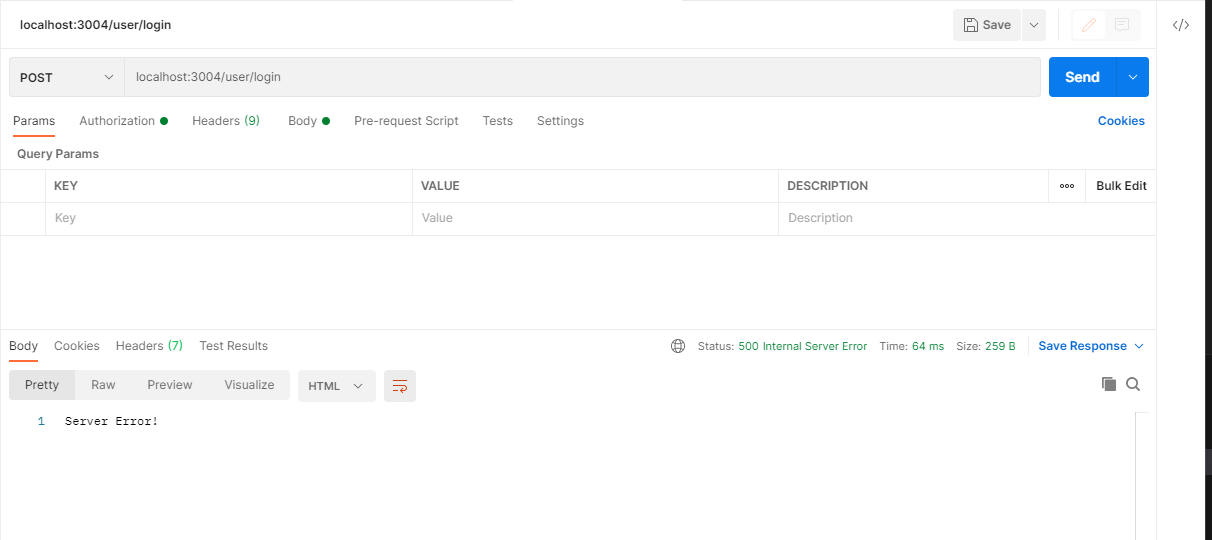 localhost:3004/user/login
Save
POST
localhost:3004/user/login
Send
Params Authorization Headers (9) Body Pre-request Script Tests Settings Cookies
Query Params
KEY VALUE DESCRIPTION Bulk Edit
Key Value Description
Body Cookies Headers (7) Test Results Status: 500 Internal Server Error Time: 64 ms Size: 259 B Save Response
Pretty Raw Preview Visualize HTML
1 Server Error!